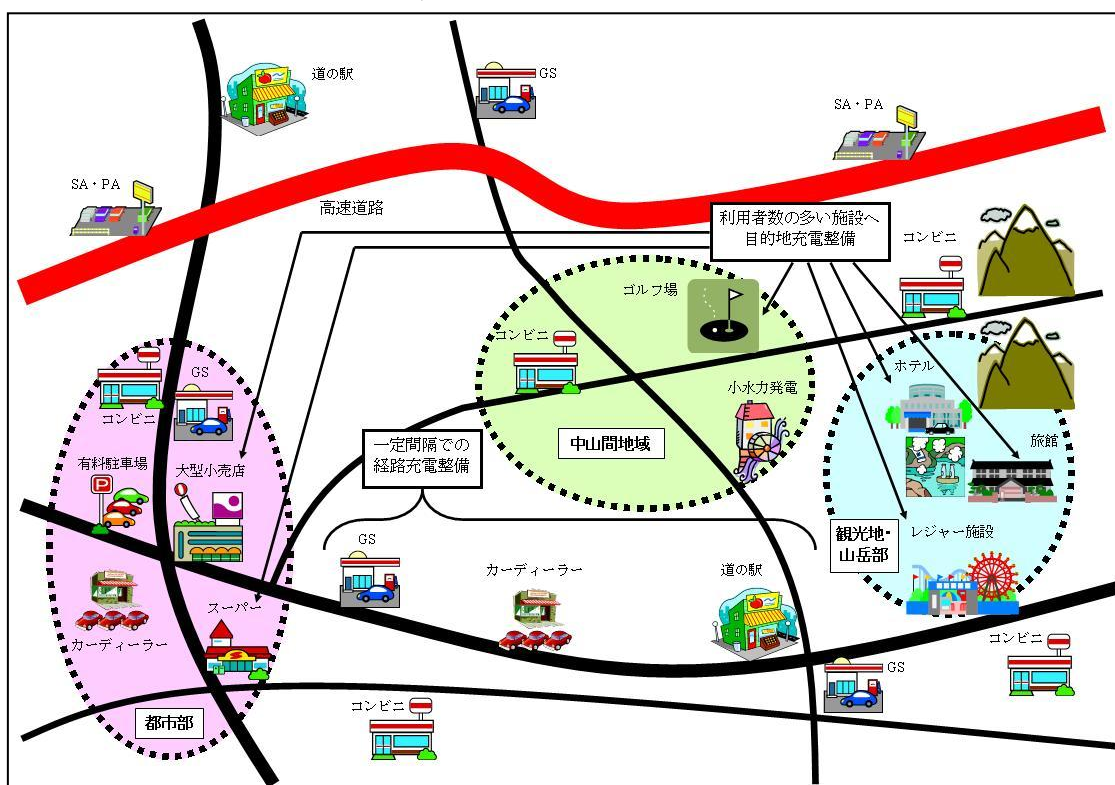 道の駅
GS
SA・PA
SA・PA
高速道路
利用者数の多い施設へ
目的地充電整備
コンビニ
ゴルフ場
コンビニ
GS
コンビニ
ホテル
小水力発電
旅館
中山間地域
一定間隔での
経路充電整備
有料駐車場
P
大型小売店
観光地・
山岳部
レジャー施設
GS
カーディーラー
道の駅
スーパー
カーディーラー
S
コンビニ
GS
コンビニ
都市部